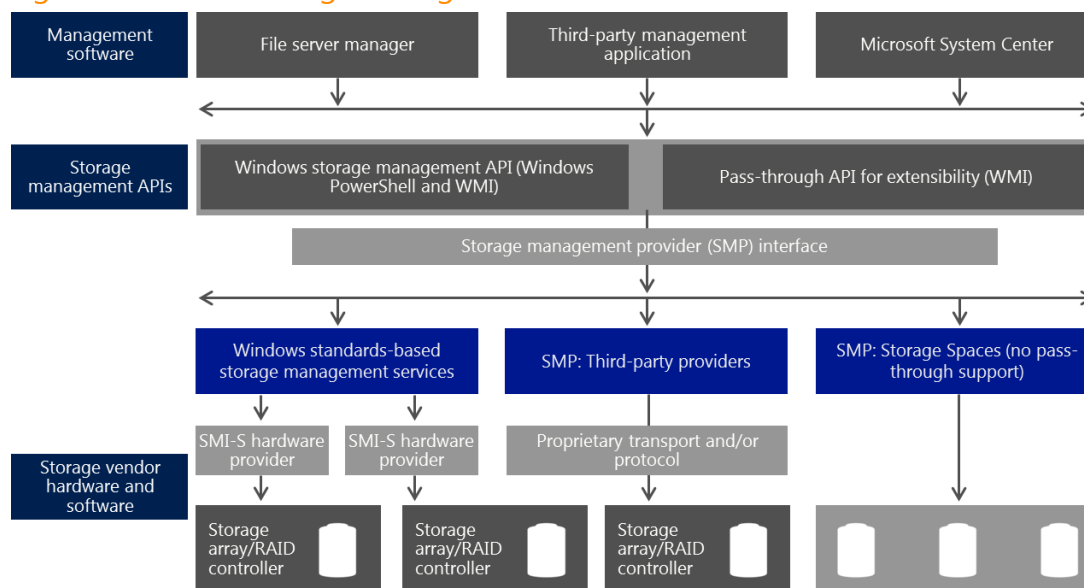 Management
software
File server manager
Third-party management
application
Microsoft System Center
Storage
management APIs
Windows storage management API (Windows
PowerShell and WMI)
Pass-through API for extensibility (WMI)
Storage management provider (SMP) interface
Windows standards-based
storage management services
SMP: Third-party providers
SMP: Storage Spaces (no pass-
through support)
Storage vendor
hardware and
software
SMI-S hardware
provider
SMI-S hardware
provider
Proprietary transport and/or
protocol
Storage
array/RAID
controller
Storage
array/RAID
controller
Storage
array/RAID
controller